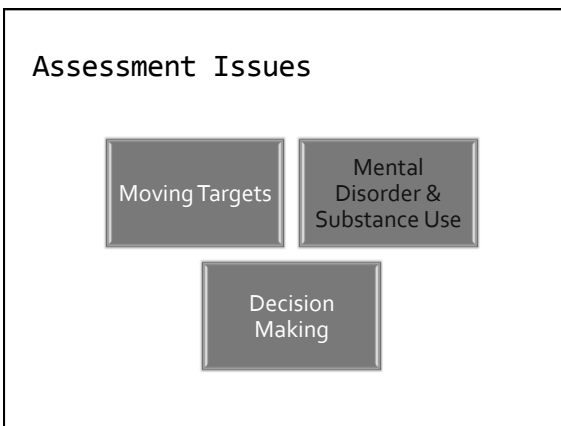 Assessment Issues
Moving Targets
Mental
Disorder &
Substance Use
Decision
Making